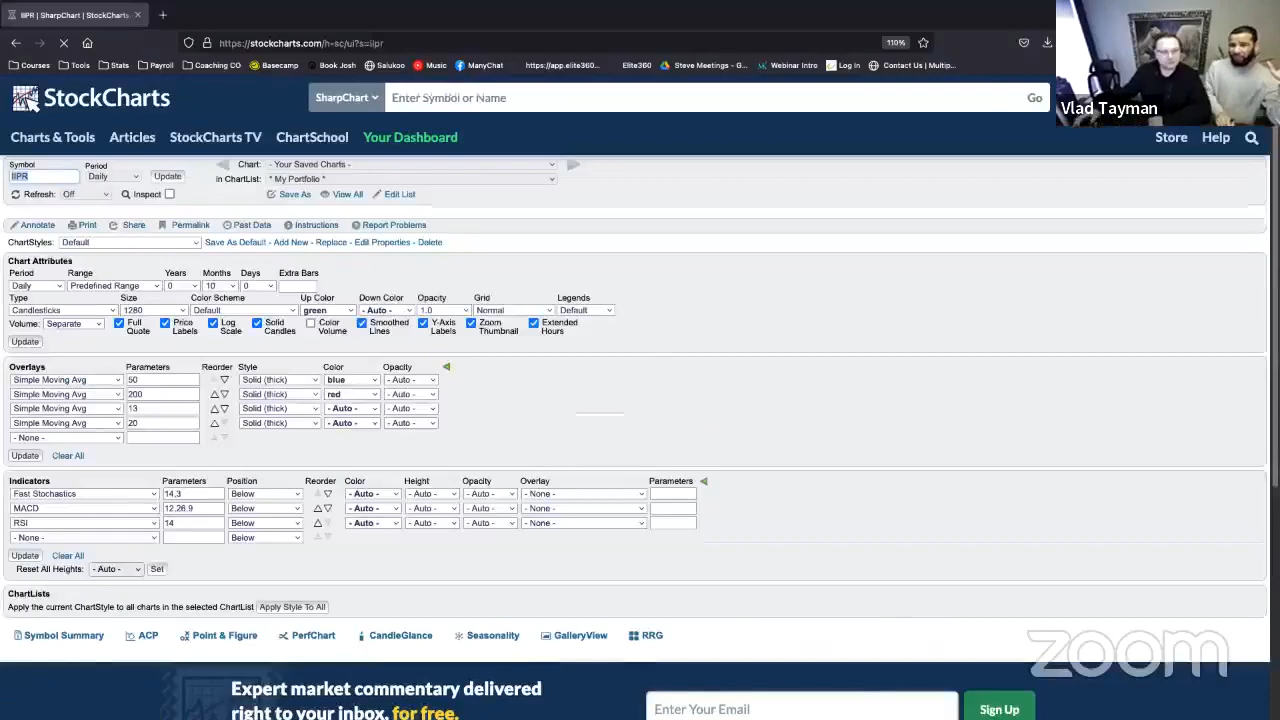 IIPR | SharpChart | StockCharts
https://stockcharts.com/h-sc/ui?s=iipr
110%
Courses Tools Stats Payroll Coaching CO Basecamp Book Josh Salukoo Music ManyChat https://app.elite360... Elite360 Steve Meetings - G... Webinar Intro Log In Contact Us | Multip...
Vlad Tayman
StockCharts
SharpChart Enter Symbol or Name Go
Charts & Tools Articles StockCharts TV ChartSchool Your Dashboard Store Help
Symbol Period Chart: - Your Saved Charts -
IIPR Daily Update in ChartList: * My Portfolio *
Refresh: Off Inspect Save As View All Edit List
Annotate Print Share Permalink Past Data Instructions Report Problems
ChartStyles: Default Save As Default - Add New - Replace - Edit Properties - Delete
Chart Attributes
Period Range Years Months Days Extra Bars
Daily Predefined Range 0 10 0
Type Size Color Scheme Up Color Down Color Opacity Grid Legends
Candlesticks 1280 Default green - Auto - 1.0 Normal Default
Volume: Separate Full Quote Price Labels Log Scale Solid Candles Color Volume Smoothed Lines Y-Axis Labels Zoom Thumbnail Extended Hours
Update
Overlays Parameters Reorder Style Color Opacity
Simple Moving Avg 50 Solid (thick) blue - Auto -
Simple Moving Avg 200 Solid (thick) red - Auto -
Simple Moving Avg 13 Solid (thick) - Auto - - Auto -
Simple Moving Avg 20 Solid (thick) - Auto - - Auto -
- None -
Update Clear All
Indicators Parameters Position Reorder Color Height Opacity Overlay Parameters
Fast Stochastics 14,3 Below - Auto - - Auto - - Auto - - None -
MACD 12,26,9 Below - Auto - - Auto - - Auto - - None -
RSI 14 Below - Auto - - Auto - - Auto - - None -
- None - Below
Update Clear All
Reset All Heights: - Auto - Set
ChartLists
Apply the current ChartStyle to all charts in the selected ChartList Apply Style To All
Symbol Summary ACP Point & Figure PerfChart CandleGlance Seasonality GalleryView RRG
zoom
Expert market commentary delivered
right to your inbox, for free.
Enter Your Email Sign Up